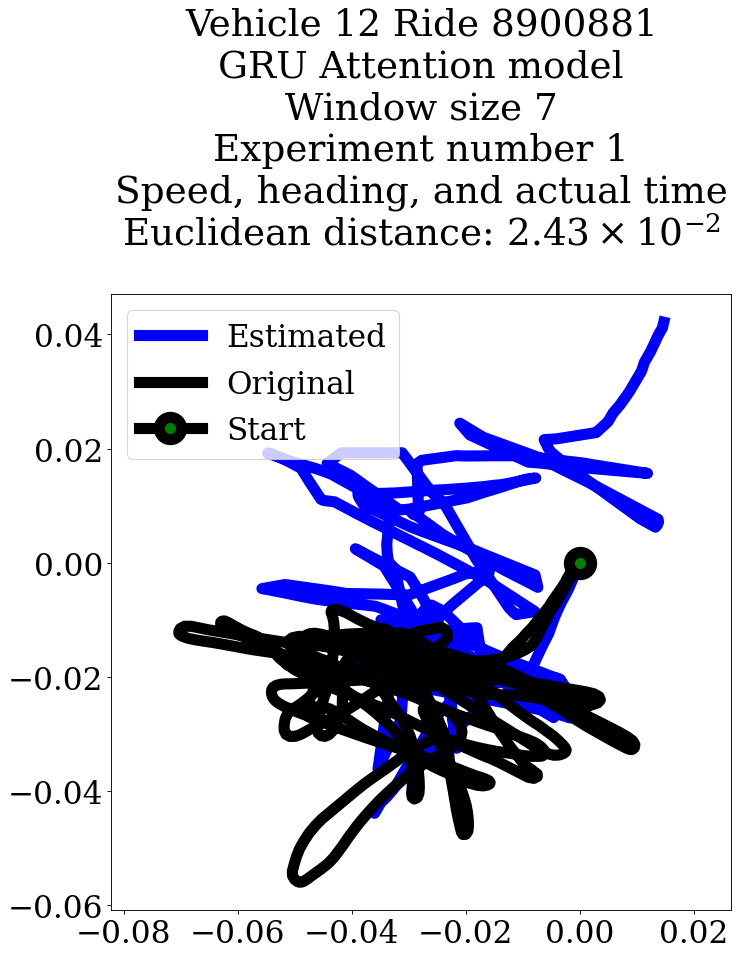 Vehicle 12 Ride 8900881
GRU Attention model
Window size 7
Experiment number 1
Speed, heading, and actual time
Euclidean distance: 2.43 × 10⁻²
Estimated
Original
Start
0.04
0.02
0.00
−0.02
−0.04
−0.06
−0.08 −0.06 −0.04 −0.02 0.00 0.02